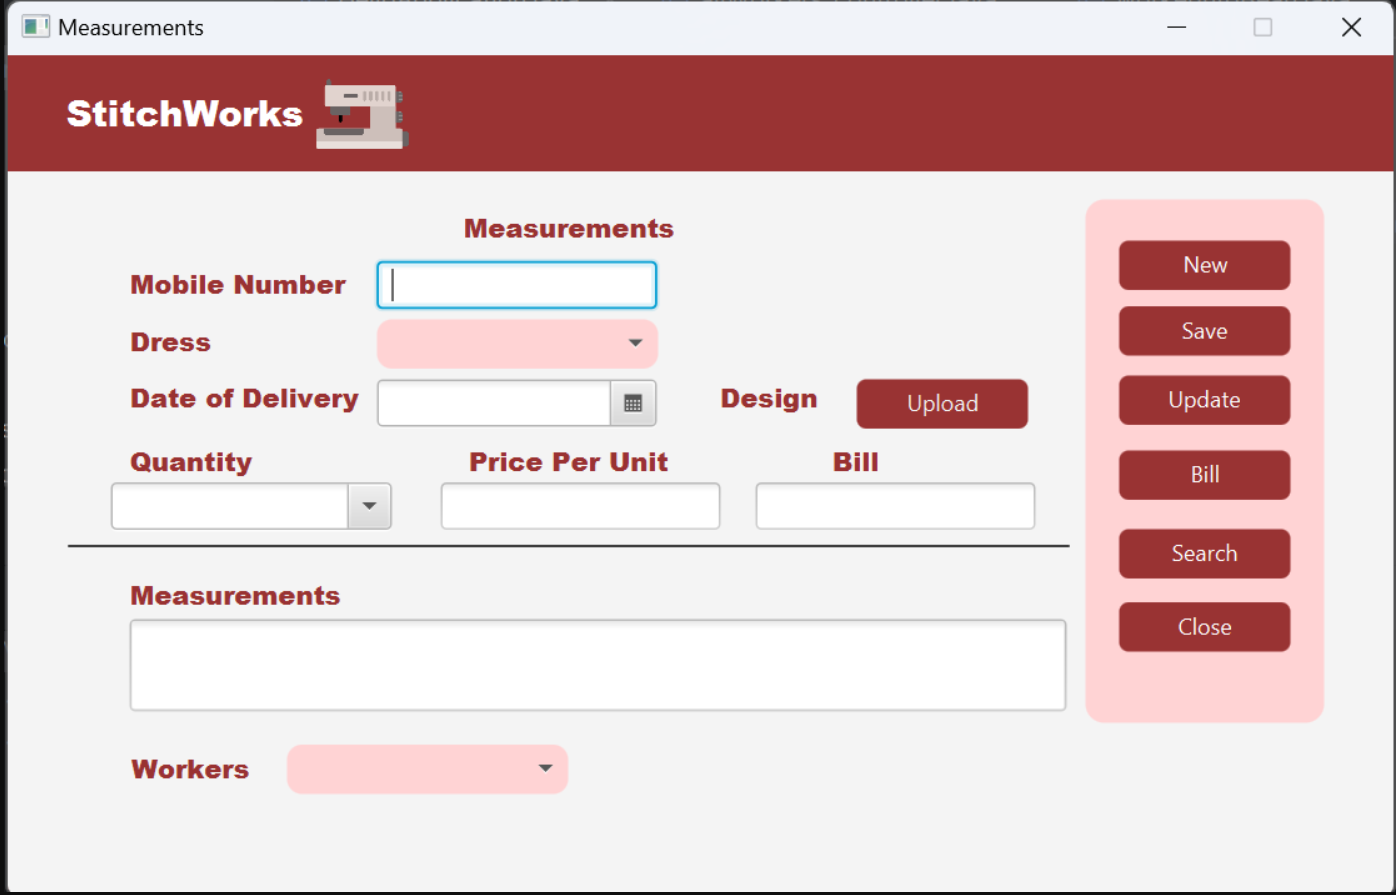 Measurements
StitchWorks
Measurements
Mobile Number
Dress
Date of Delivery
Design
Upload
Quantity
Price Per Unit
Bill
Measurements
Workers
New
Save
Update
Bill
Search
Close